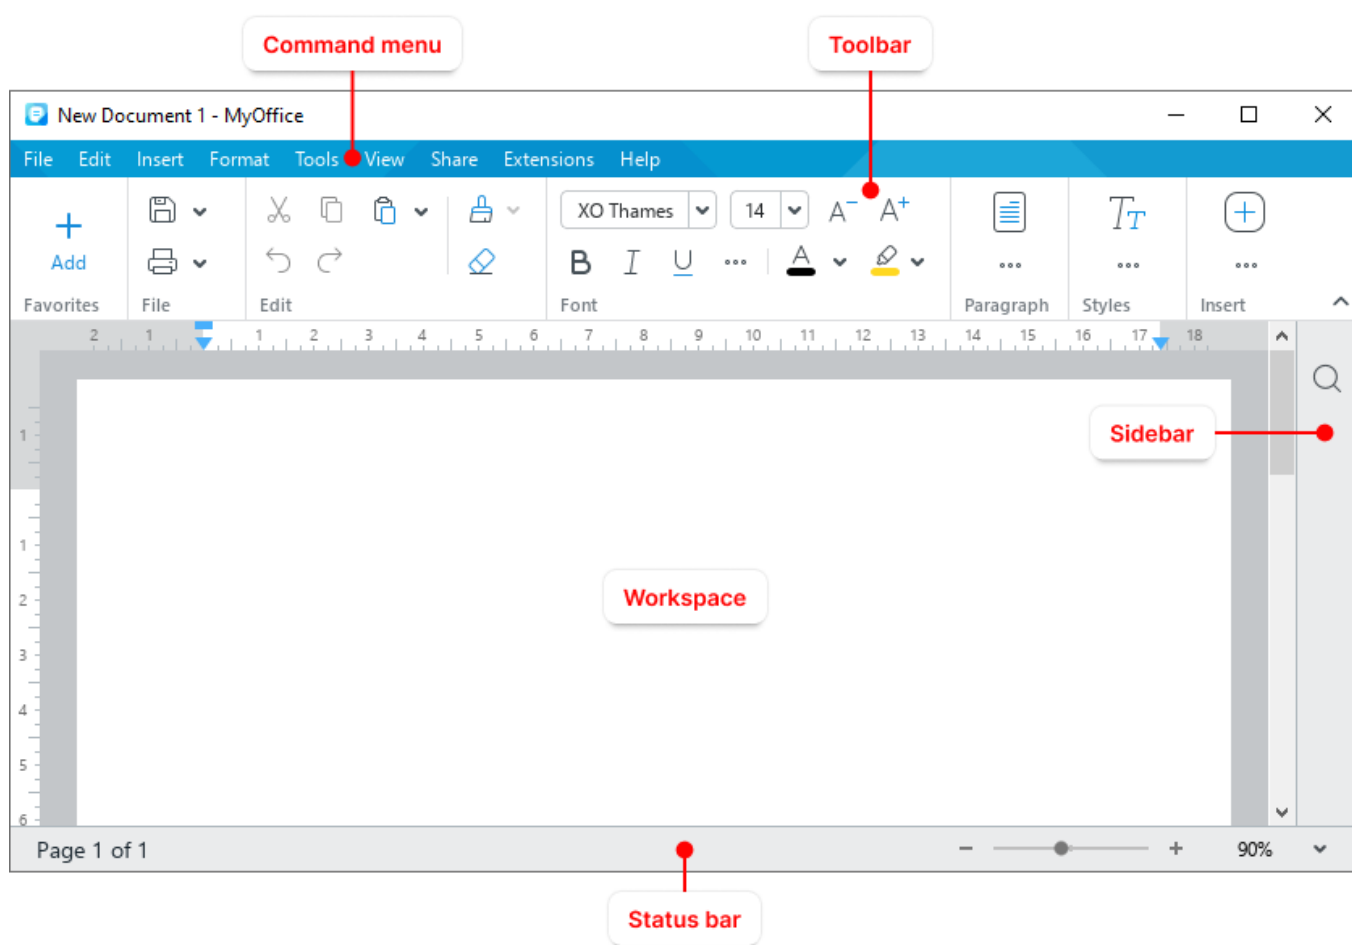 Command menu
Toolbar
New Document 1 - MyOffice
File Edit Insert Format Tools View Share Extensions Help
XO Thames 14 A− A+
Add
B I U A
Favorites File Edit Font Paragraph Styles Insert
2 1 1 2 3 4 5 6 7 8 9 10 11 12 13 14 15 16 17 18
Sidebar
1
1
2
Workspace
3
4
5
6
Page 1 of 1
90%
Status bar